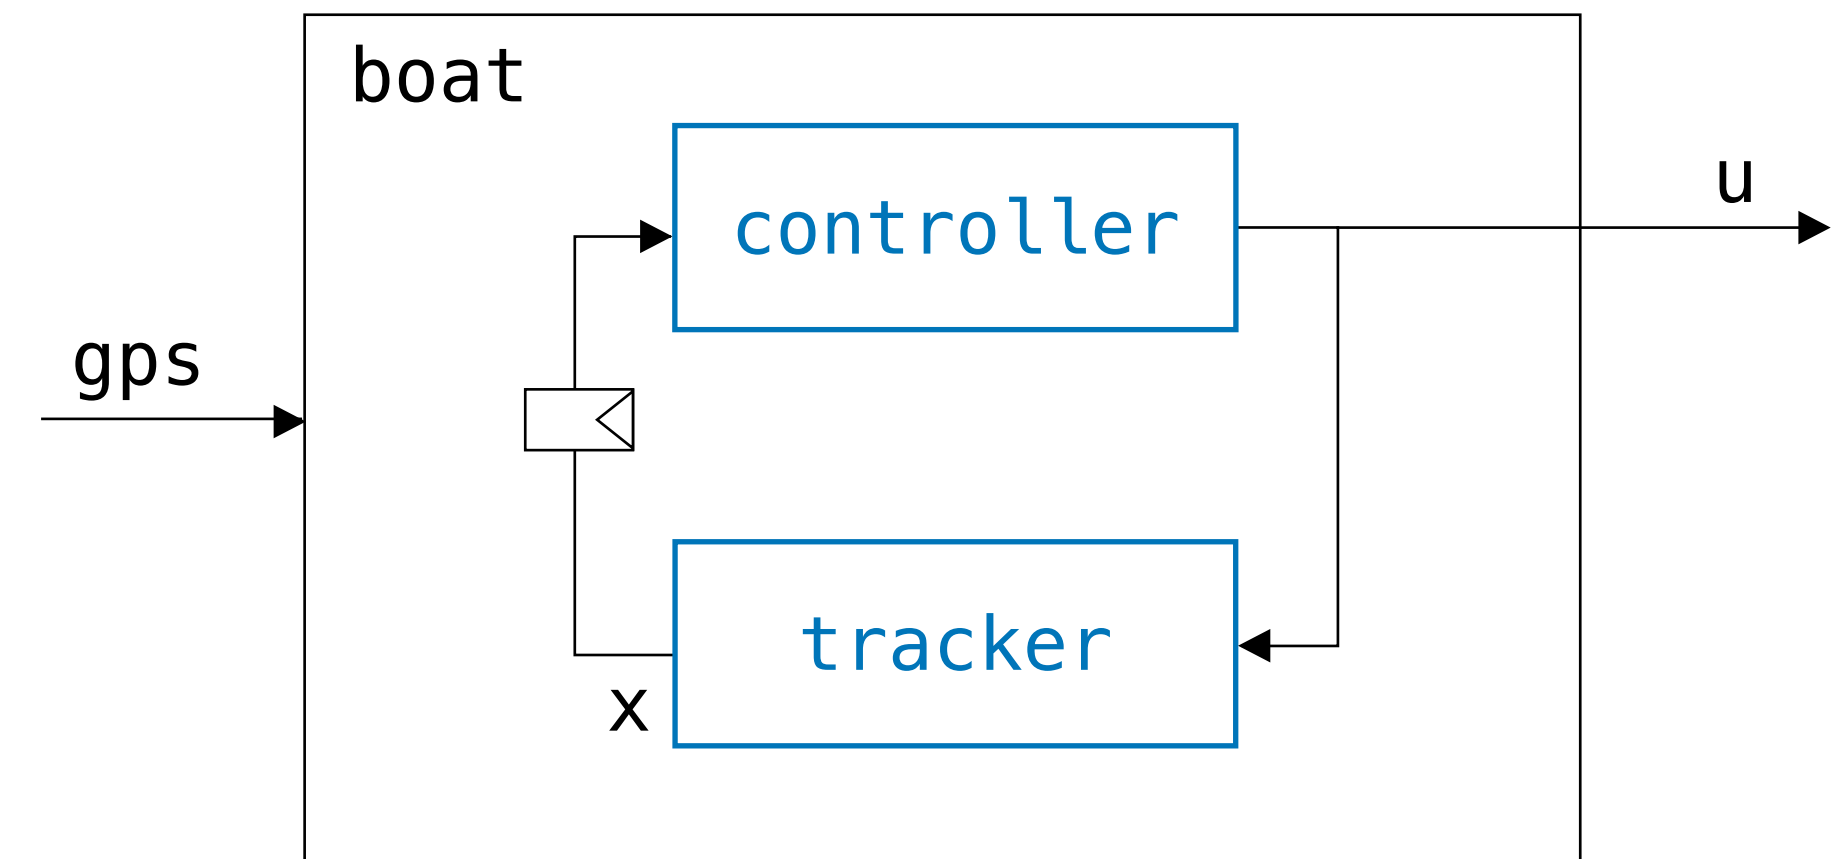 boat
controller
u
gps
tracker
x